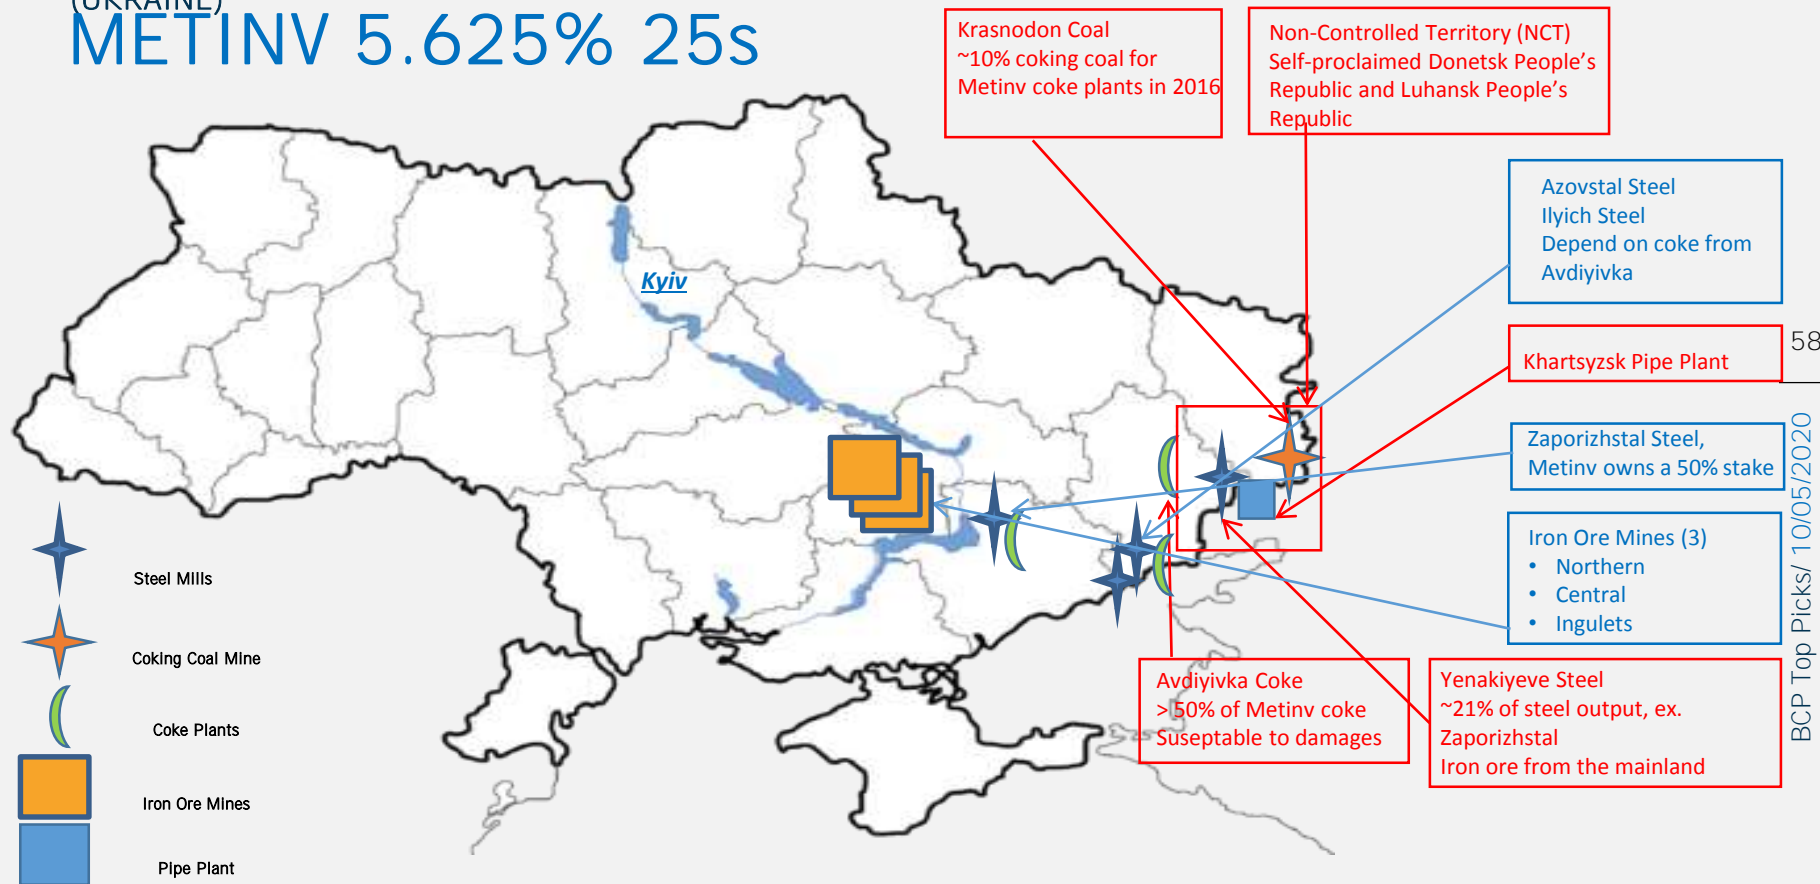 (UKRAINE)
METINV 5.625% 25s
Krasnodon Coal
~10% coking coal for
Metinv coke plants in 2016
Non-Controlled Territory (NCT)
Self-proclaimed Donetsk People's
Republic and Luhansk People's
Republic
Azovstal Steel
Ilyich Steel
Depend on coke from
Avdiyivka
Kyiv
58
Khartsyzsk Pipe Plant
Zaporizhstal Steel,
Metinv owns a 50% stake
Iron Ore Mines (3)
• Northern
• Central
• Ingulets
Avdiyivka Coke
>50% of Metinv coke
Suseptable to damages
Yenakiyeve Steel
~21% of steel output, ex.
Zaporizhstal
Iron ore from the mainland
BCP Top Picks/ 10/05/2020
Steel Mills
Coking Coal Mine
Coke Plants
Iron Ore Mines
Pipe Plant